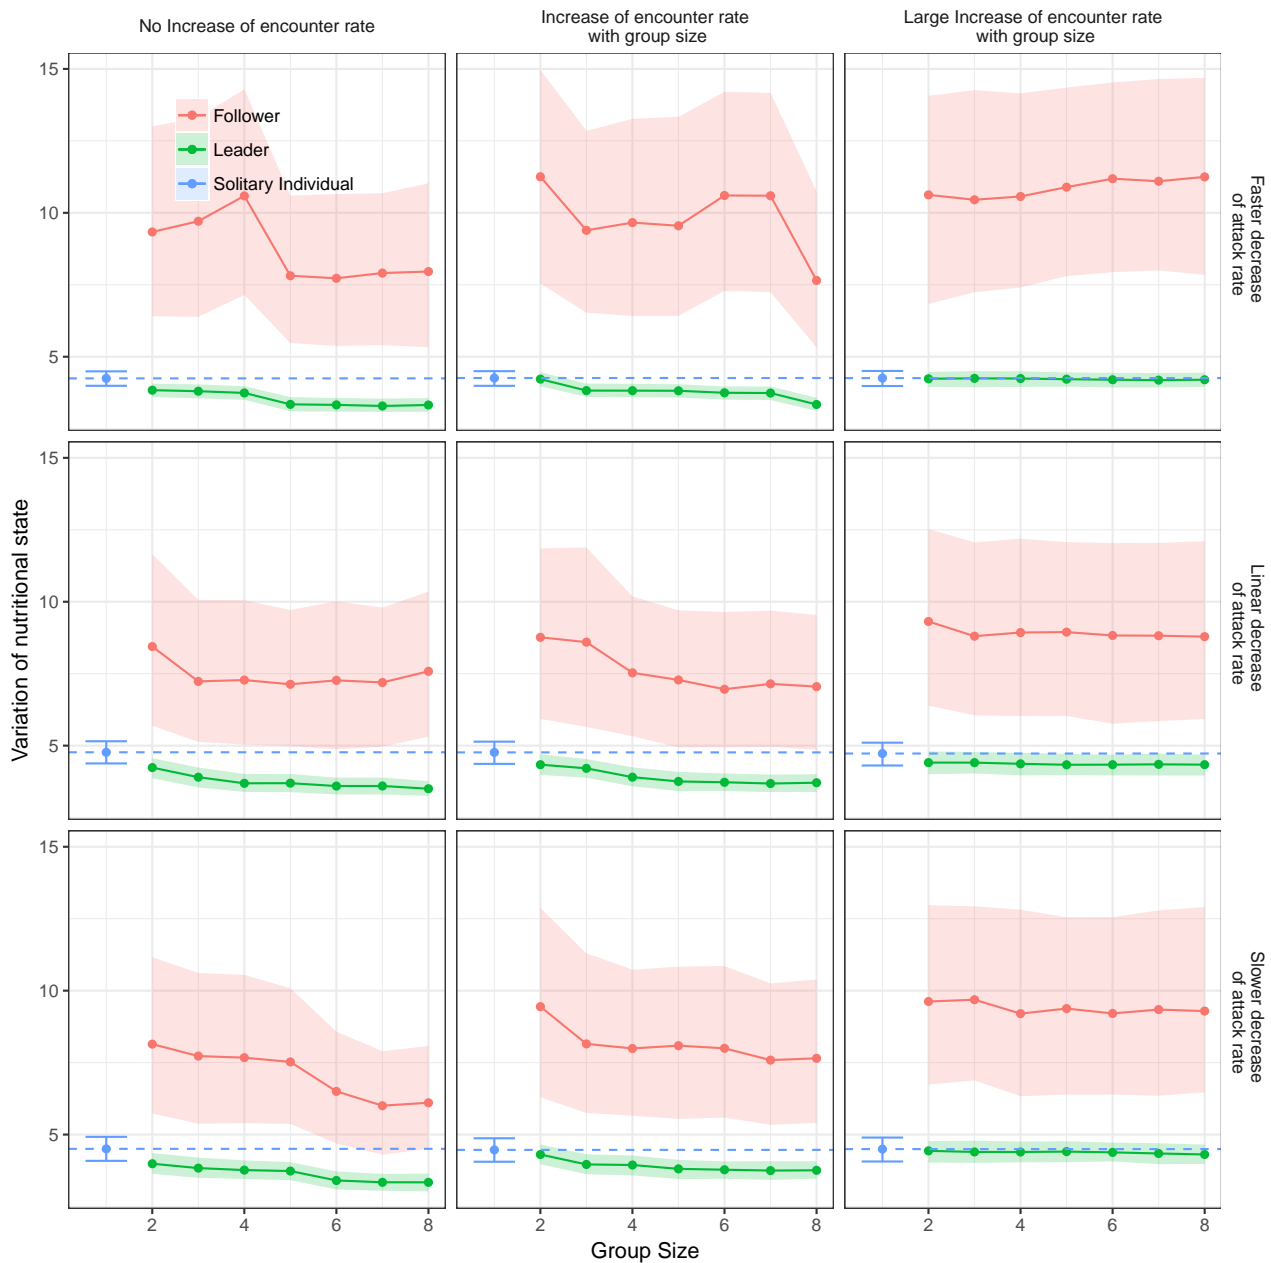 No Increase of encounter rate
Increase of encounter rate
with group size
Large Increase of encounter rate
with group size
15
10
5
Follower
Leader
Solitary Individual
Faster decrease
of attack rate
Variation of nutritional state
15
10
5
Linear decrease
of attack rate
15
10
5
Slower decrease
of attack rate
2 4 6 8
2 4 6 8
2 4 6 8
Group Size